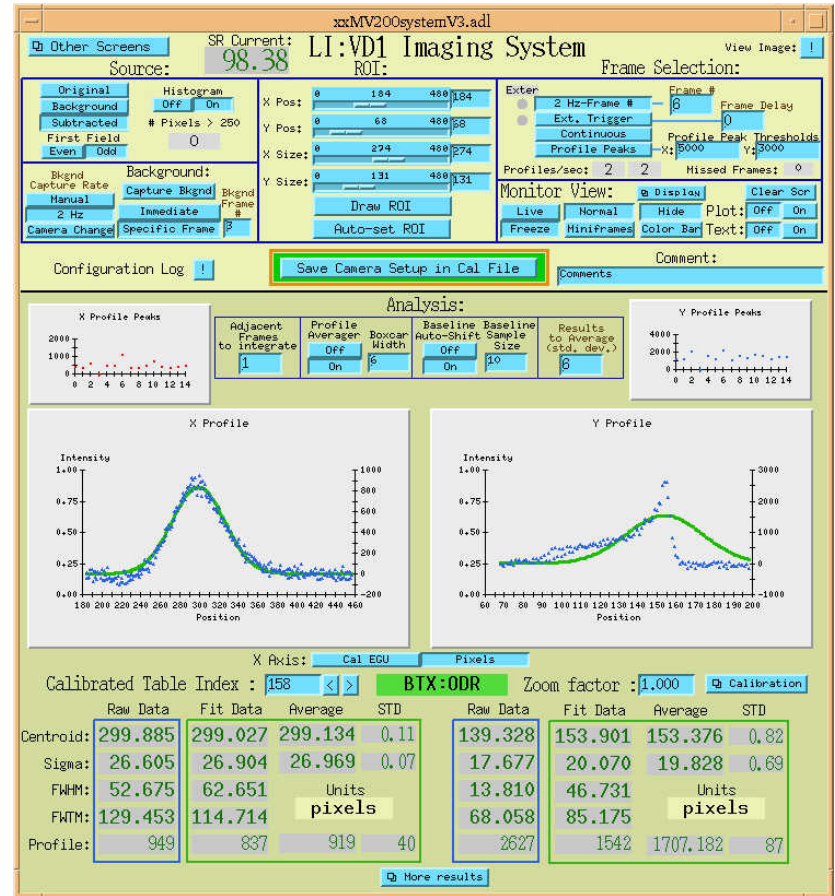 xxMV200systemV3.adl
Other Screens
SR Current:
98.38
LI:VD1 Imaging System
View Image: !
Source:
ROI:
Frame Selection:
Original
Background
Subtracted
First Field
Even Odd
Histogram
Off On
# Pixels > 250
0
X Pos: 0 184 480 184
Y Pos: 0 68 480 68
X Size: 0 274 480 274
Y Size: 0 131 480 131
Draw ROI
Auto-set ROI
Exter
2 Hz-Frame #
Ext. Trigger
Continuous
Profile Peaks
Frame #
6
Frame Delay
0
Profile Peak Thresholds
X: 5000 Y: 3000
Profiles/sec: 2 2 Missed Frames: 0
Bkgnd
Capture Rate
Manual
2 Hz
Camera Change
Background:
Capture Bkgnd
Immediate
Specific Frame
Bkgnd
Frame
#
3
Monitor View:
Display
Clear Scr
Live Normal Hide Plot: Off On
Freeze Miniframes Color Bar Text: Off On
Configuration Log !
Save Camera Setup in Cal File
Comment:
Comments
Analysis:
X Profile Peaks
2000
1000
0
0 2 4 6 8 10 12 14
Adjacent
Frames
to integrate
1
Profile
Averager
Off
On
Boxcar
Width
6
Baseline
Auto-Shift
Off
On
Baseline
Sample
Size
10
Results
to Average
(std. dev.)
6
Y Profile Peaks
4000
2000
0
0 2 4 6 8 10 12 14
X Profile
Intensity
1.00
0.75
0.50
0.25
0.00
1000
800
600
400
200
0
-200
180 200 220 240 260 280 300 320 340 360 380 400 420 440 460
Position
Y Profile
Intensity
1.00
0.75
0.50
0.25
0.00
3000
2000
1000
0
-1000
60 70 80 90 100 110 120 130 140 150 160 170 180 190 200
Position
X Axis: Cal EGU Pixels
Calibrated Table Index : 158 < > BTX:ODR Zoom factor : 1.000 Calibration
Raw Data Fit Data Average STD Raw Data Fit Data Average STD
Centroid: 299.885 299.027 299.134 0.11 139.328 153.901 153.376 0.82
Sigma: 26.605 26.904 26.969 0.07 17.677 20.070 19.828 0.69
FWHM: 52.675 62.651 Units 13.810 46.731 Units
pixels pixels
FWTM: 129.453 114.714 68.058 85.175
Profile: 949 837 919 40 2627 1542 1707.182 87
More results